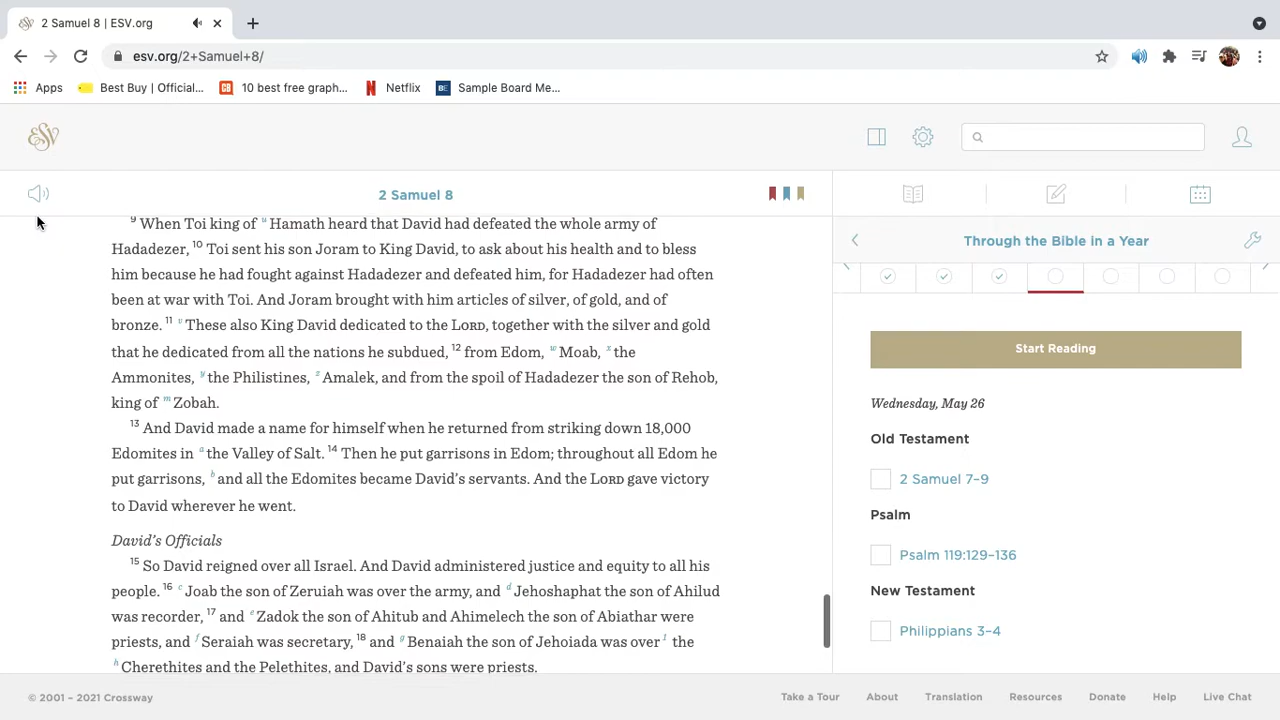 2 Samuel 8 | ESV.org
esv.org/2+Samuel+8/
Apps
Best Buy | Official...
CB
10 best free graph...
Netflix
BE
Sample Board Me...
ESV
2 Samuel 8
9 When Toi king of u Hamath heard that David had defeated the whole army of
Hadadezer, 10 Toi sent his son Joram to King David, to ask about his health and to bless
him because he had fought against Hadadezer and defeated him, for Hadadezer had often
been at war with Toi. And Joram brought with him articles of silver, of gold, and of
bronze. 11 v These also King David dedicated to the LORD, together with the silver and gold
that he dedicated from all the nations he subdued, 12 from Edom, w Moab, x the
Ammonites, y the Philistines, z Amalek, and from the spoil of Hadadezer the son of Rehob,
king of m Zobah.
13 And David made a name for himself when he returned from striking down 18,000
Edomites in a the Valley of Salt. 14 Then he put garrisons in Edom; throughout all Edom he
put garrisons, b and all the Edomites became David's servants. And the LORD gave victory
to David wherever he went.
David's Officials
15 So David reigned over all Israel. And David administered justice and equity to all his
people. 16 c Joab the son of Zeruiah was over the army, and d Jehoshaphat the son of Ahilud
was recorder, 17 and e Zadok the son of Ahitub and Ahimelech the son of Abiathar were
priests, and f Seraiah was secretary, 18 and g Benaiah the son of Jehoiada was over 1 the
h Cherethites and the Pelethites, and David's sons were priests.
Through the Bible in a Year
Start Reading
Wednesday, May 26
Old Testament
2 Samuel 7–9
Psalm
Psalm 119:129–136
New Testament
Philippians 3–4
© 2001 – 2021 Crossway
Take a Tour
About
Translation
Resources
Donate
Help
Live Chat